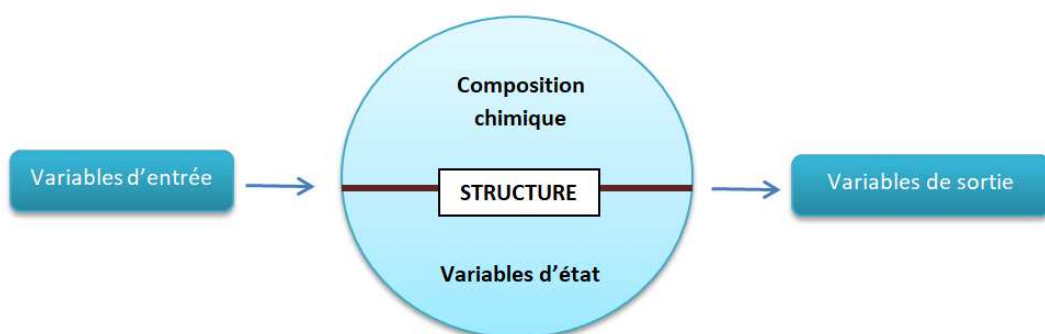 Composition
chimique
Variables d'entrée
STRUCTURE
Variables de sortie
Variables d'état